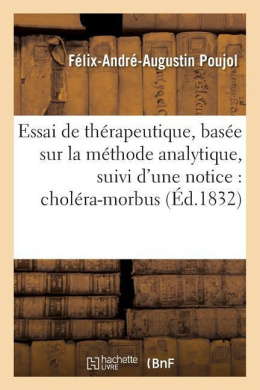 Félix-André-Augustin Poujol
Essai de thérapeutique, basée
sur la méthode analytique,
suivi d'une notice :
choléra-morbus (Éd.1832)
hachette
LIVRE
{BnF